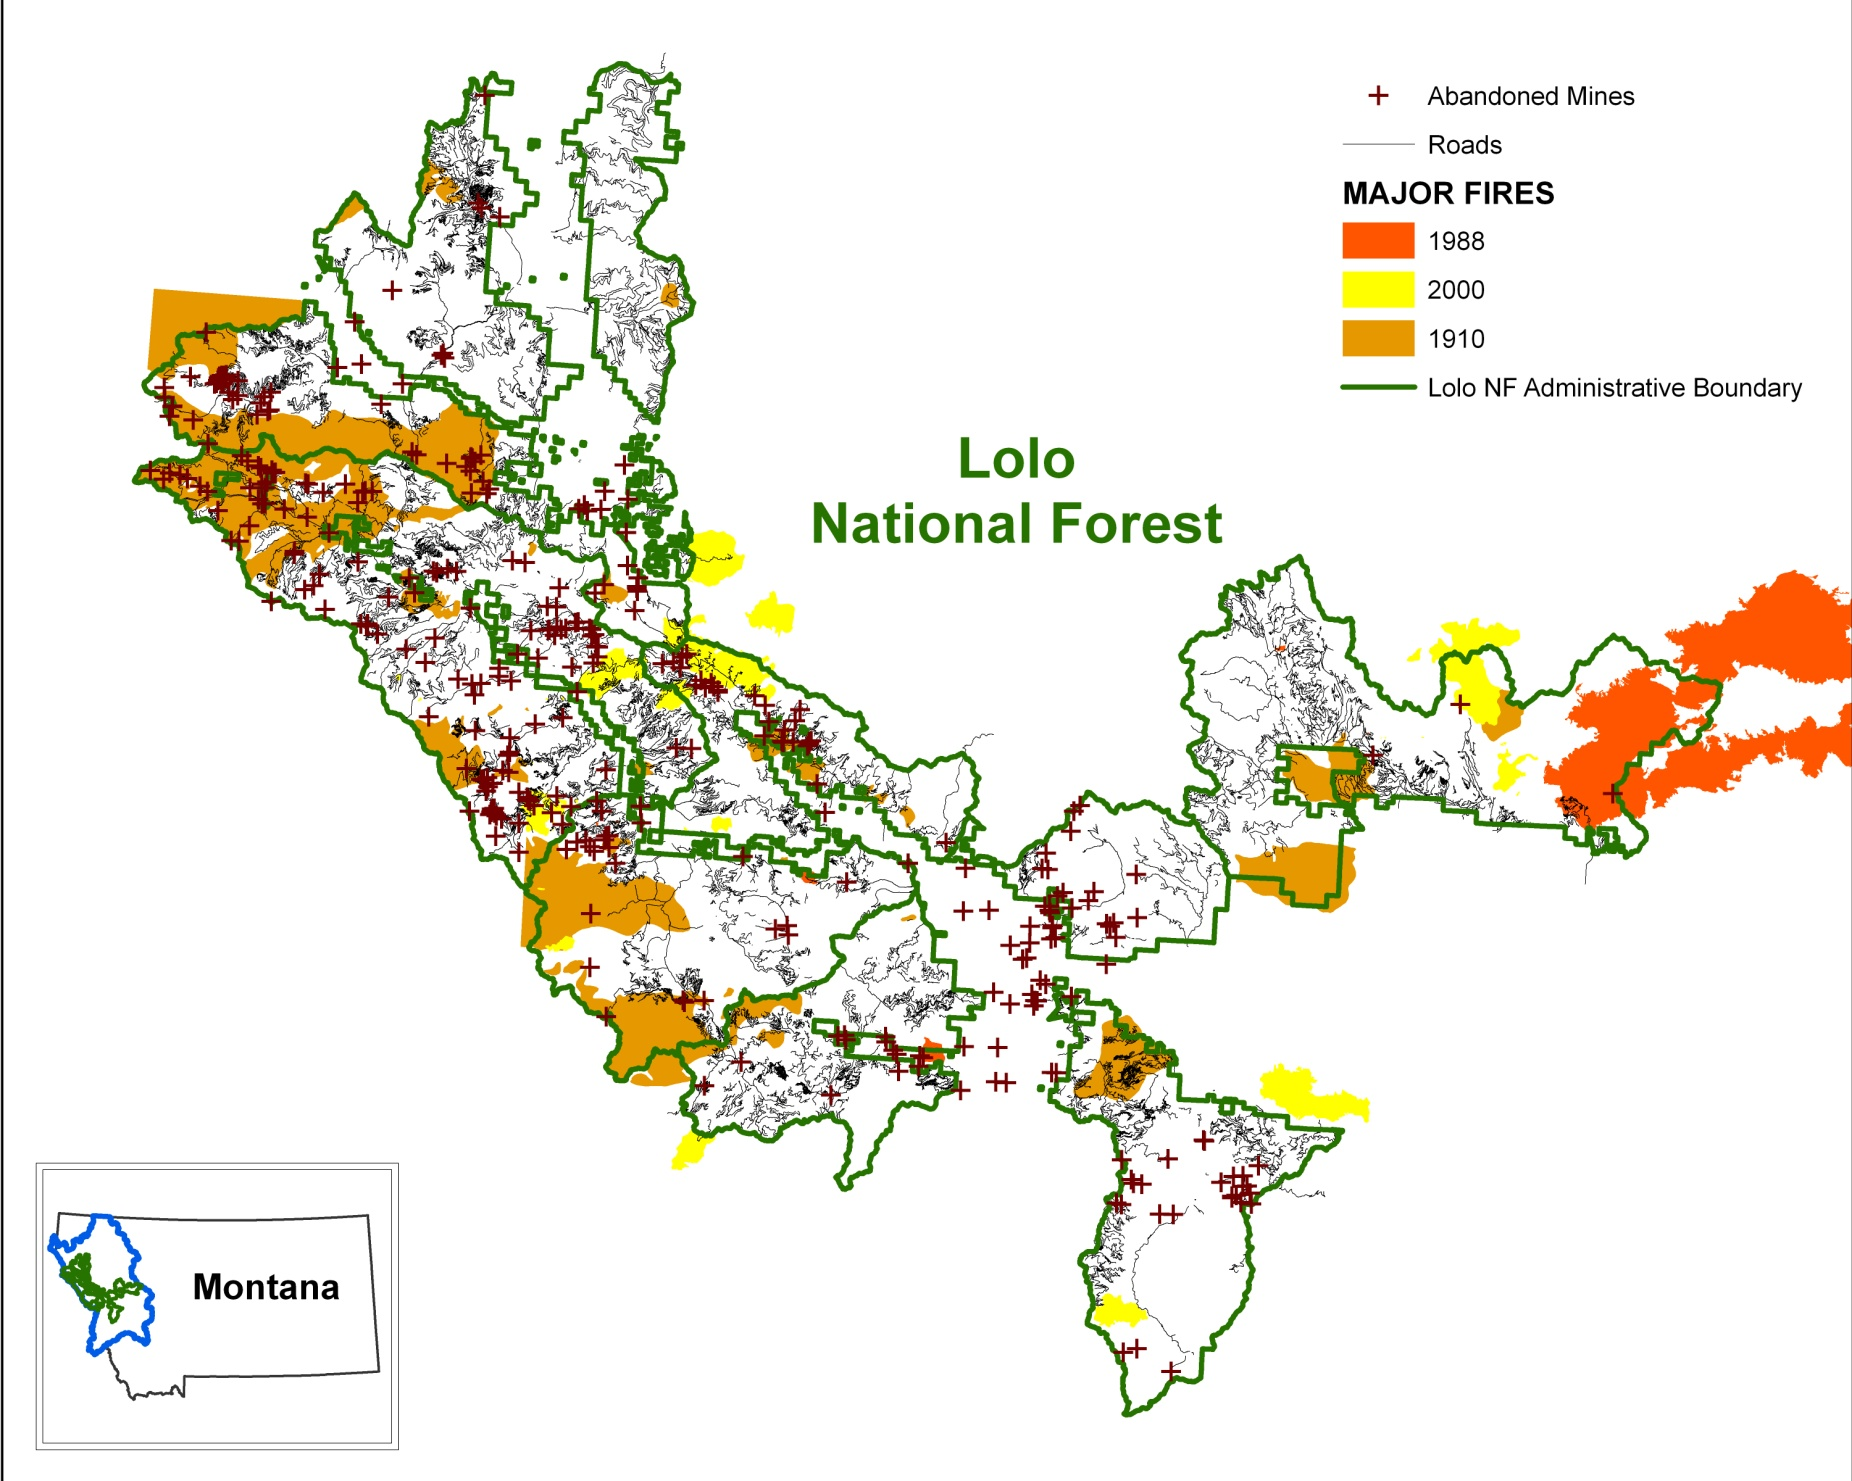 Abandoned Mines
Roads
MAJOR FIRES
1988
2000
1910
Lolo NF Administrative Boundary
Lolo
National Forest
Montana